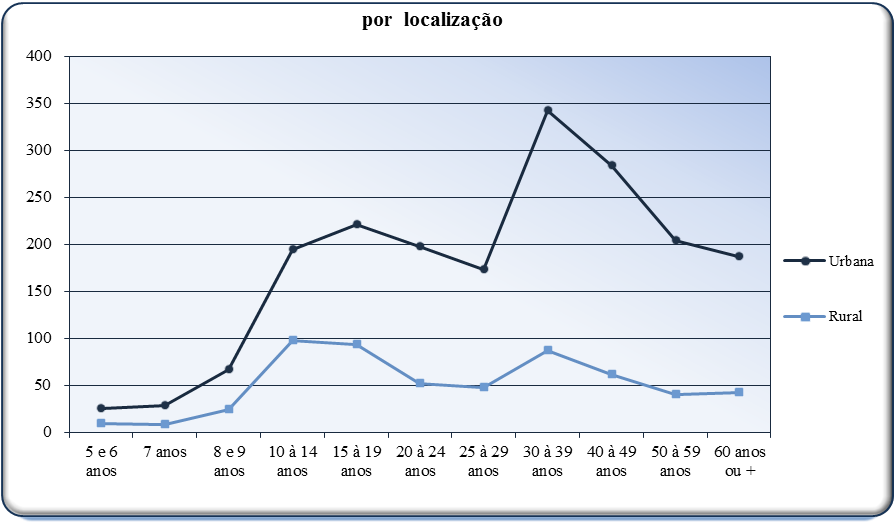 por localização
400
350
300
250
200
150
100
50
0
5 e 6 anos
7 anos
8 e 9 anos
10 à 14 anos
15 à 19 anos
20 à 24 anos
25 à 29 anos
30 à 39 anos
40 à 49 anos
50 à 59 anos
60 anos ou +
Urbana
Rural